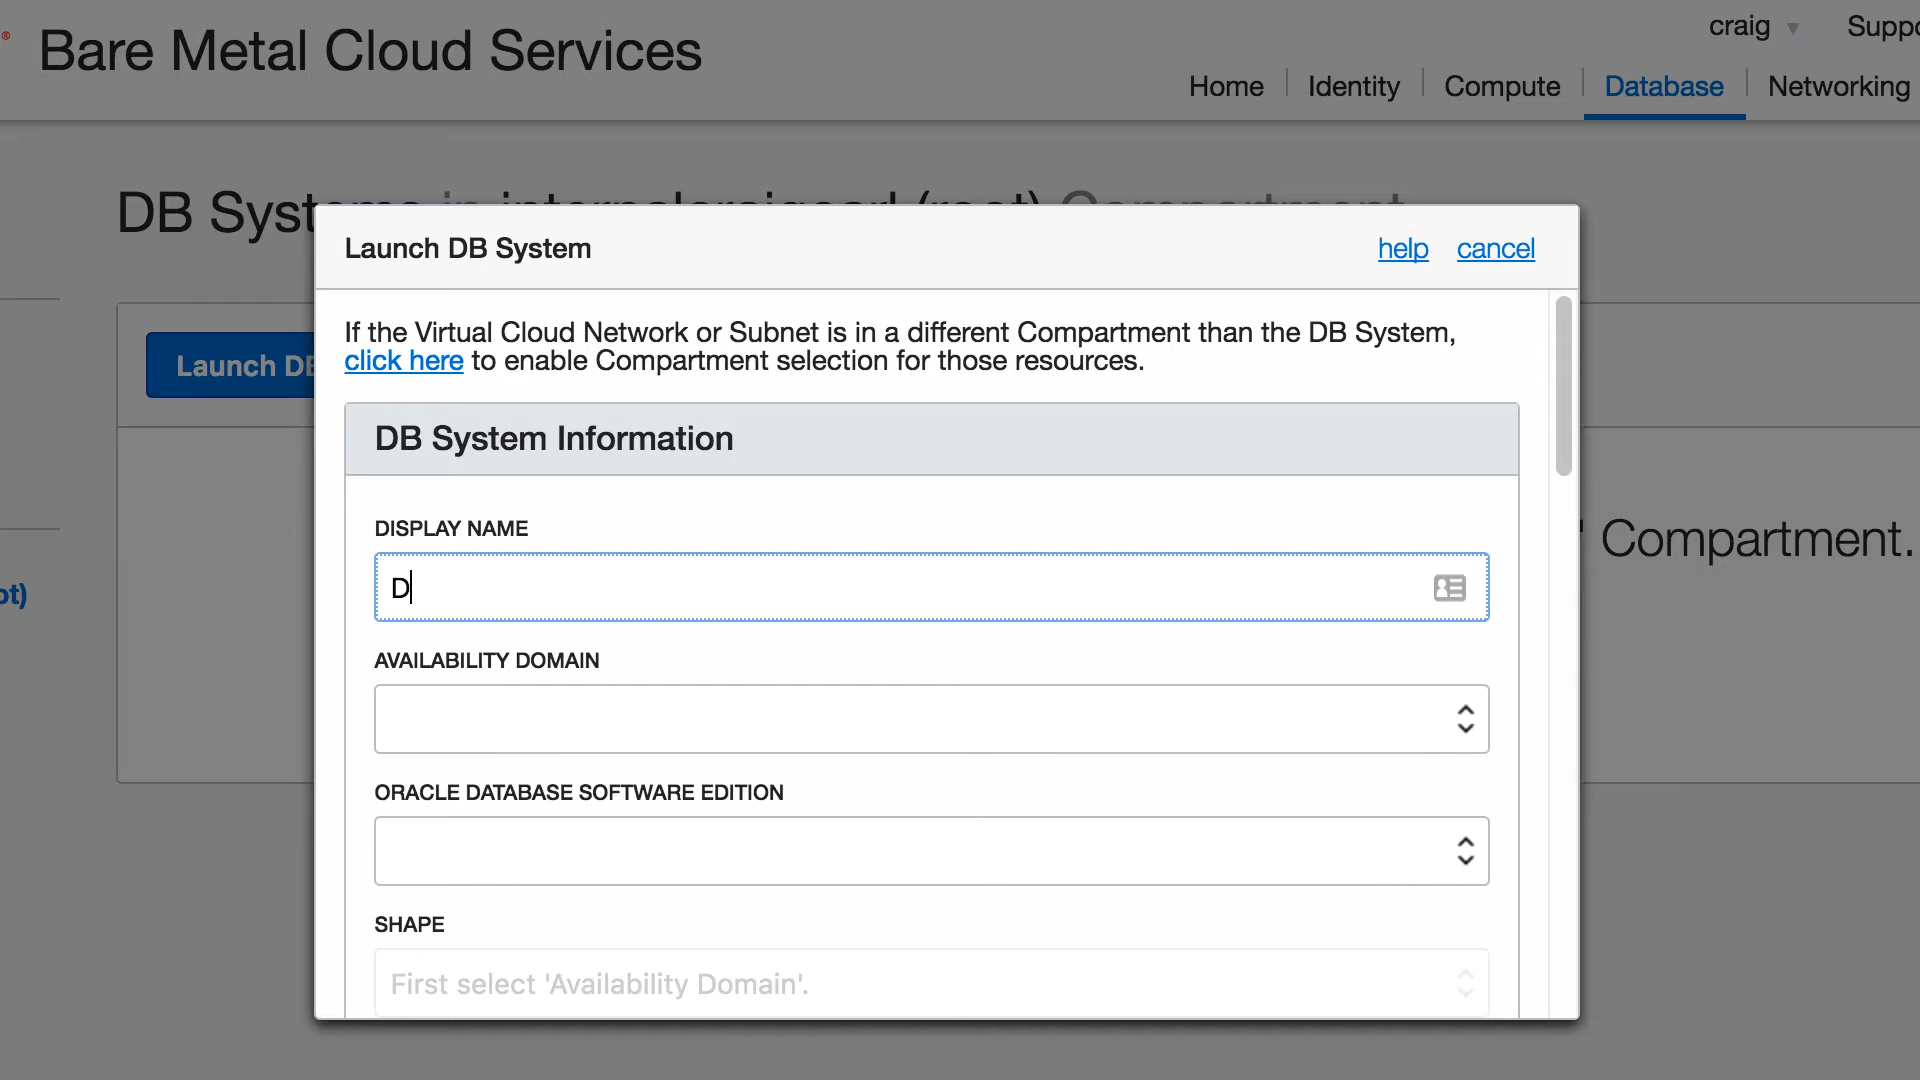 Bare Metal Cloud Services
craig
Home
Identity
Compute
Database
Networking
DB
Launch
Launch DB System
help
cancel
If the Virtual Cloud Network or Subnet is in a different Compartment than the DB System,
click here to enable Compartment selection for those resources.
DB System Information
DISPLAY NAME
D
Compartment.
AVAILABILITY DOMAIN
ORACLE DATABASE SOFTWARE EDITION
SHAPE
First select 'Availability Domain'.